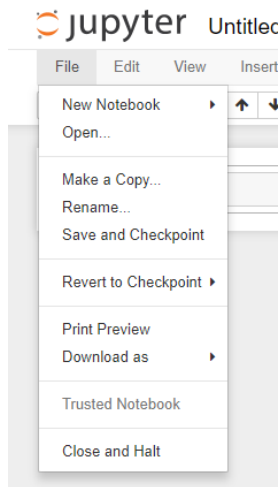 jupyter Untitled
File Edit View Insert
New Notebook
Open...
Make a Copy...
Rename...
Save and Checkpoint
Revert to Checkpoint
Print Preview
Download as
Trusted Notebook
Close and Halt